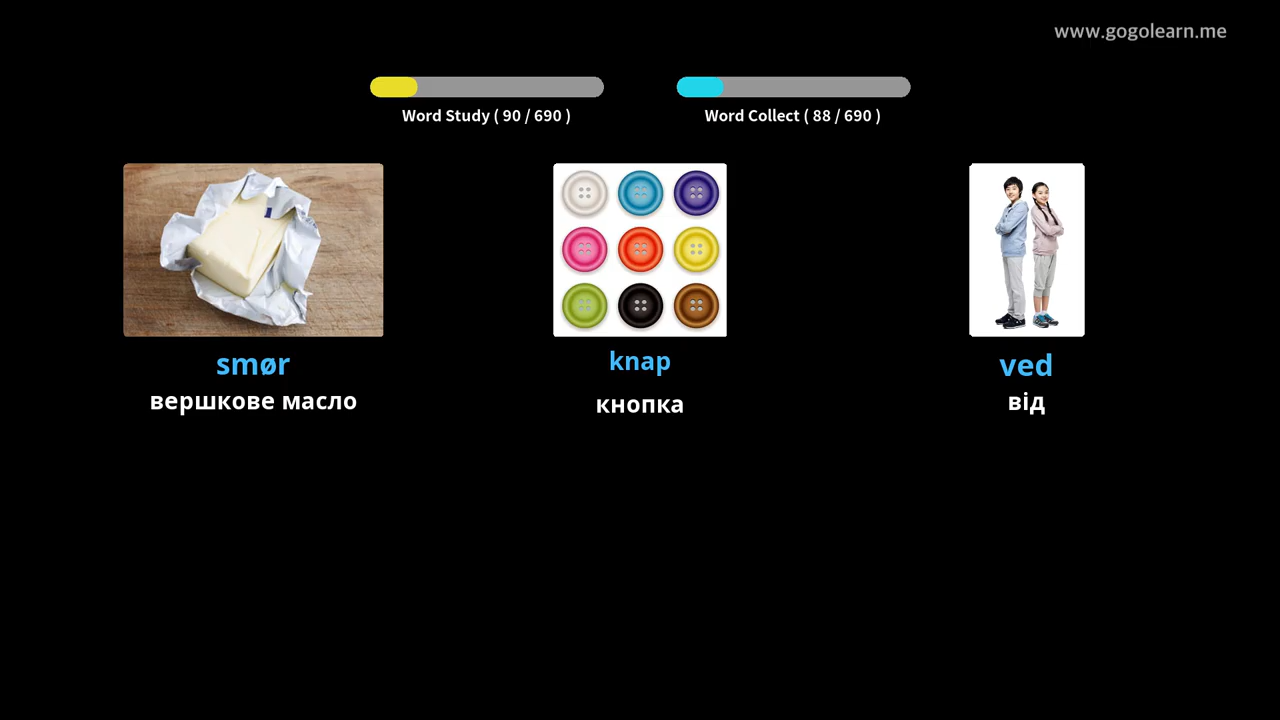 www.gogolearn.me
Word Study ( 90 / 690 )
Word Collect ( 88 / 690 )
smør
knap
ved
вершкове масло
кнопка
від